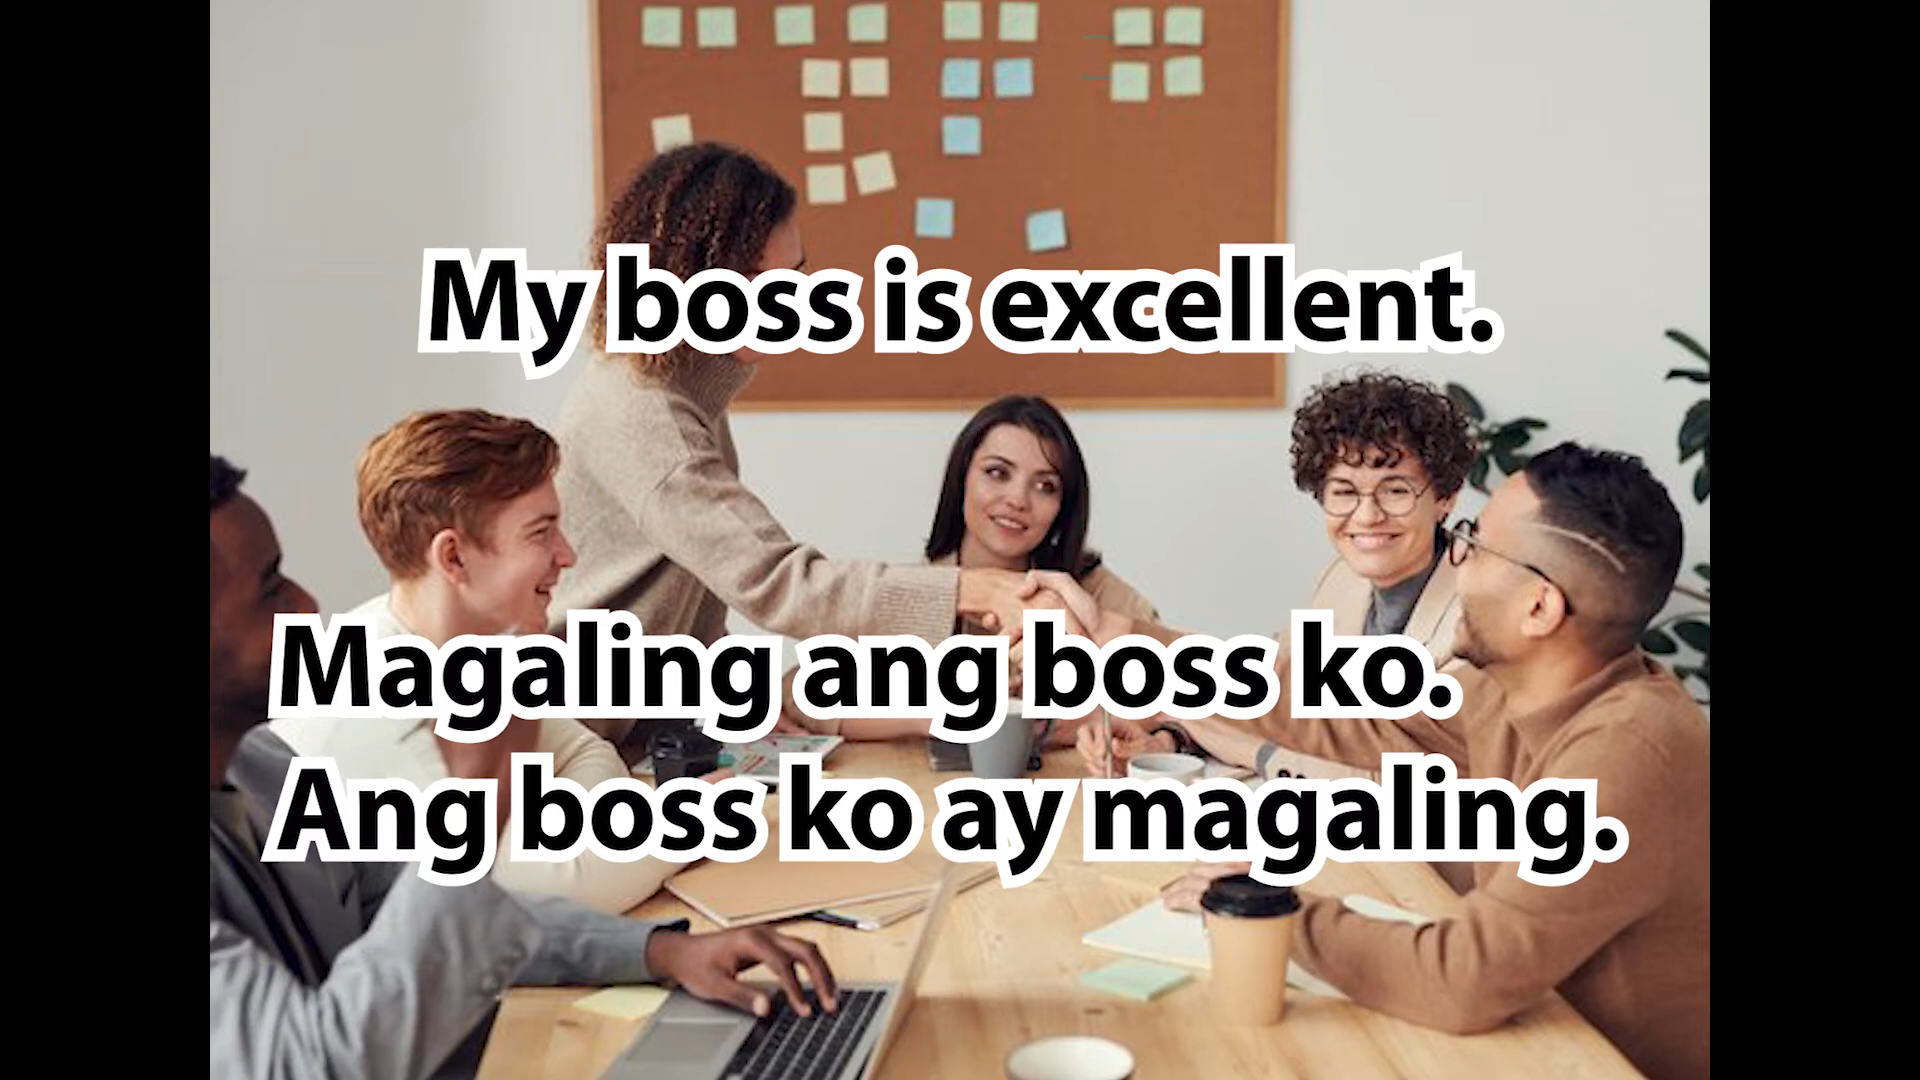 My boss is excellent.
Magaling ang boss ko.
Ang boss ko ay magaling.